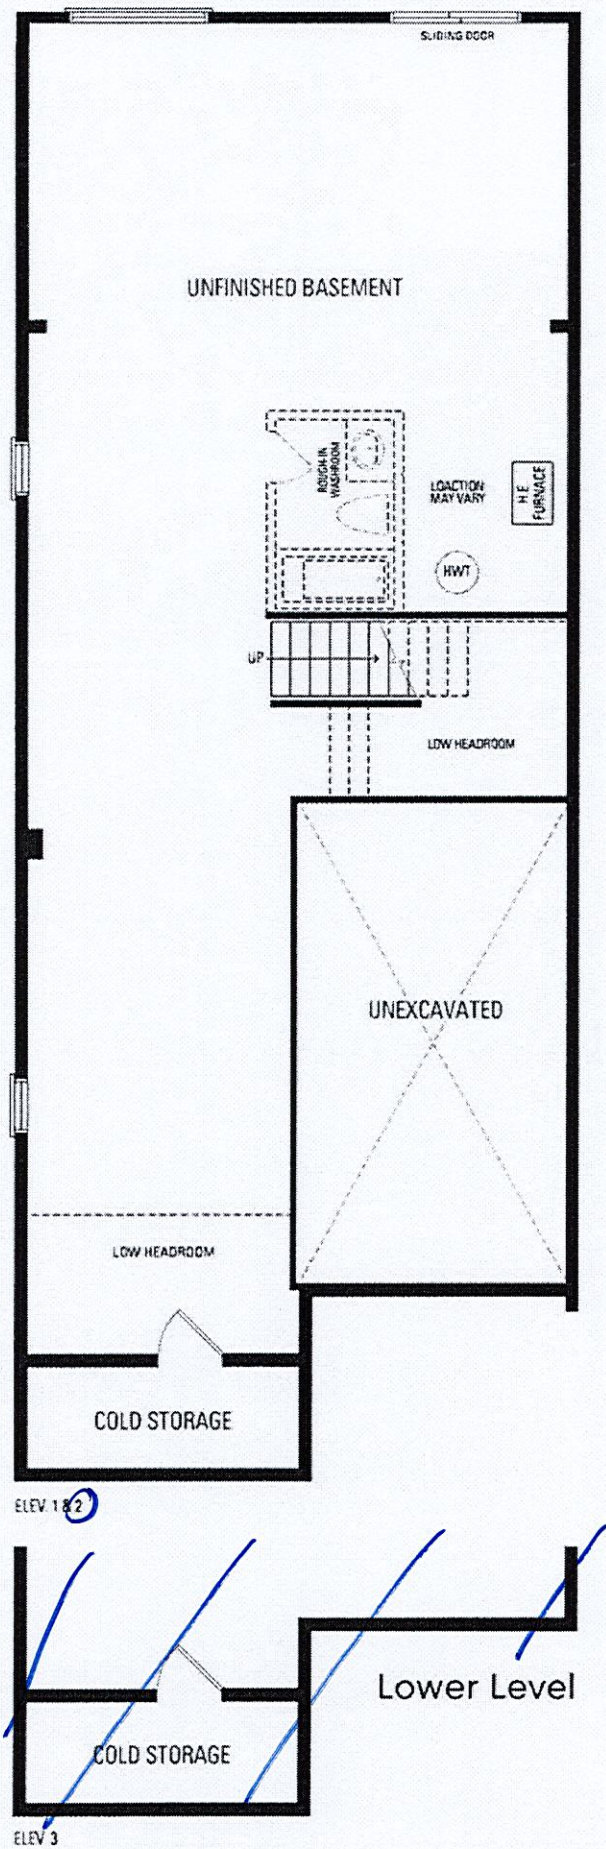 SLIDING DOOR
UNFINISHED BASEMENT
ROUGH-IN
WASHROOM
LOACTION
MAY VARY
H.E.
FURNACE
HWT
UP
LOW HEADROOM
UNEXCAVATED
LOW HEADROOM
COLD STORAGE
ELEV. 1 & 2
Lower Level
COLD STORAGE
ELEV 3